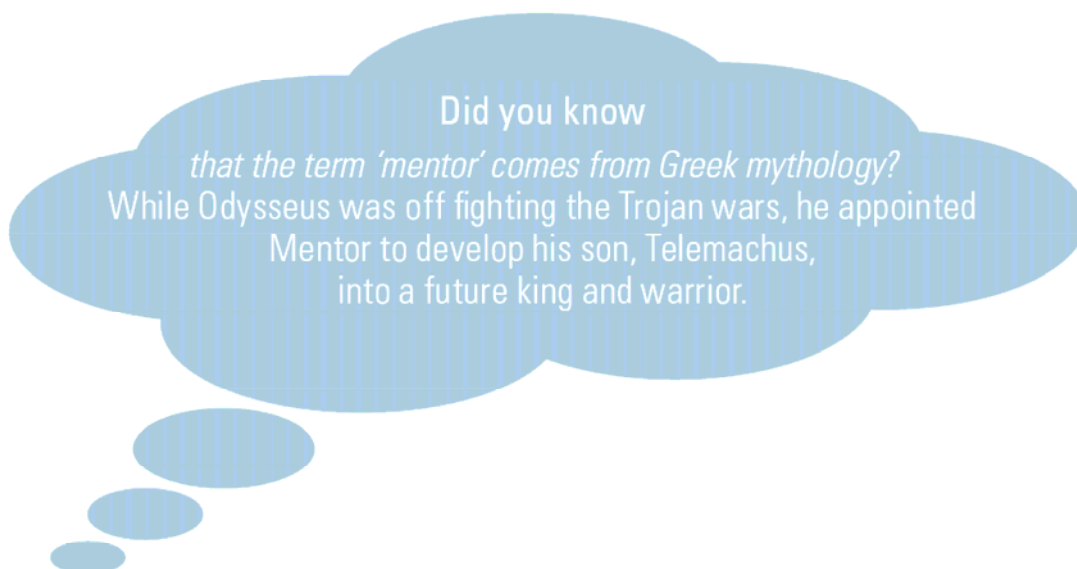 Did you know
that the term ‘mentor’ comes from Greek mythology?
While Odysseus was off fighting the Trojan wars, he appointed
Mentor to develop his son, Telemachus,
into a future king and warrior.